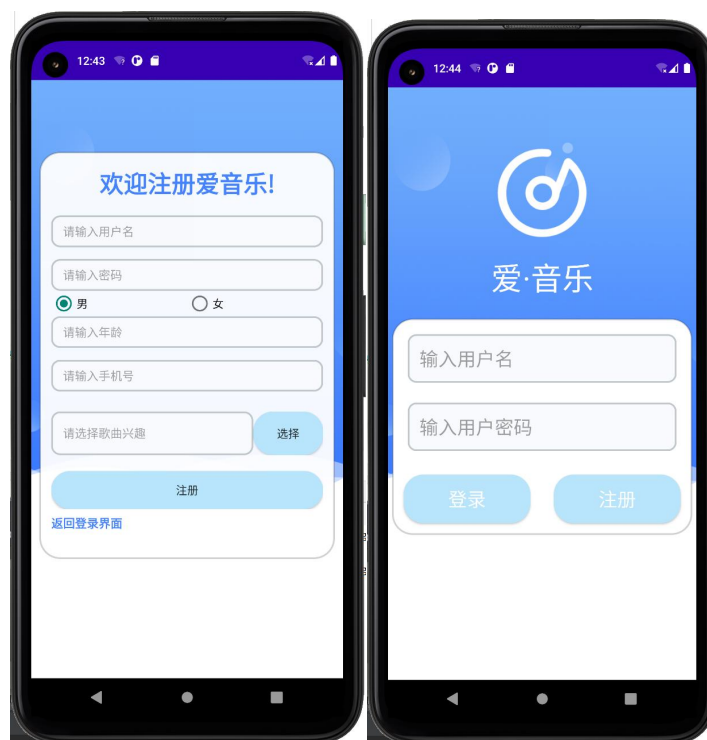 12:43
欢迎注册爱音乐!
请输入用户名
请输入密码
男 女
请输入年龄
请输入手机号
请选择歌曲兴趣 选择
注册
返回登录界面
12:44
爱·音乐
输入用户名
输入用户密码
登录 注册